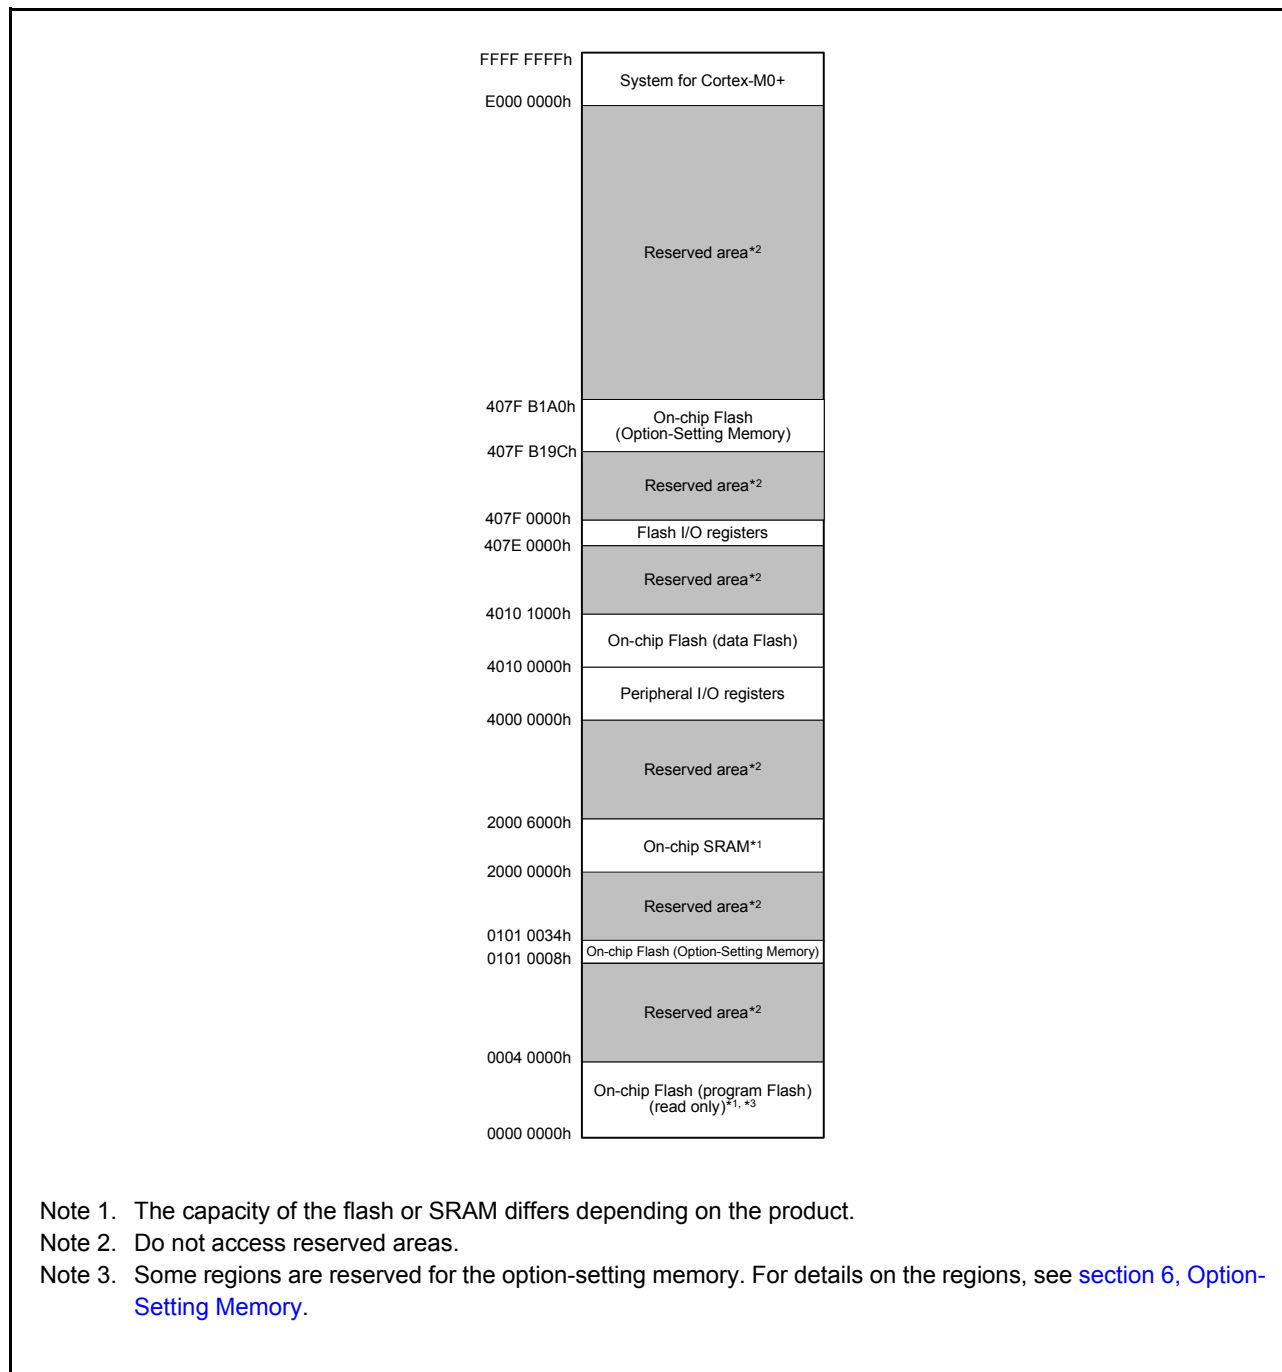 FFFF FFFFh
System for Cortex-M0+
E000 0000h
Reserved area*2
407F B1A0h
On-chip Flash
(Option-Setting Memory)
407F B19Ch
Reserved area*2
407F 0000h
Flash I/O registers
407E 0000h
Reserved area*2
4010 1000h
On-chip Flash (data Flash)
4010 0000h
Peripheral I/O registers
4000 0000h
Reserved area*2
2000 6000h
On-chip SRAM*1
2000 0000h
Reserved area*2
0101 0034h
On-chip Flash (Option-Setting Memory)
0101 0008h
Reserved area*2
0004 0000h
On-chip Flash (program Flash)
(read only)*1, *3
0000 0000h
Note 1. The capacity of the flash or SRAM differs depending on the product.
Note 2. Do not access reserved areas.
Note 3. Some regions are reserved for the option-setting memory. For details on the regions, see section 6, Option-
Setting Memory.